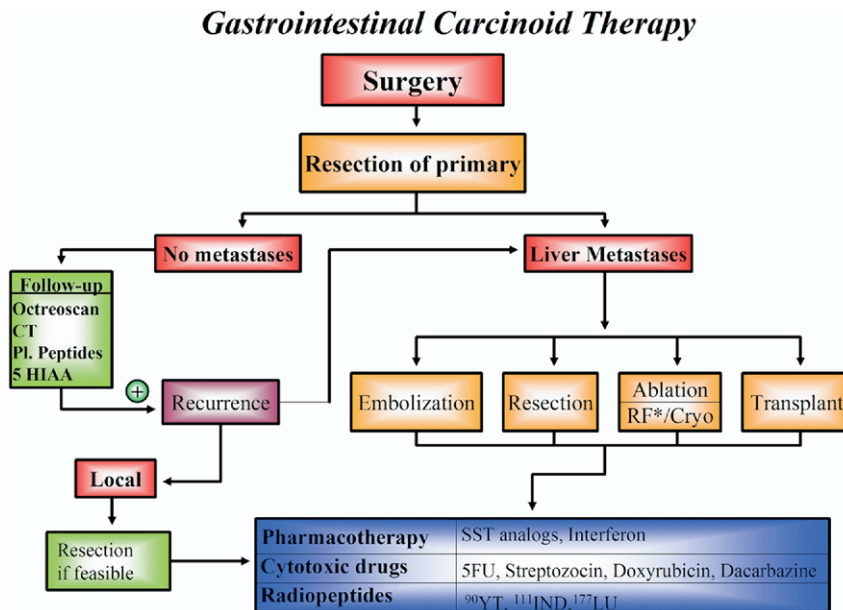 Gastrointestinal Carcinoid Therapy
Surgery
Resection of primary
No metastases
Liver Metastases
Follow-up
Octreoscan
CT
Pl. Peptides
5 HIAA
+
Recurrence
Embolization
Resection
Ablation
RF*/Cryo
Transplant
Local
Resection
if feasible
Pharmacotherapy SST analogs, Interferon
Cytotoxic drugs 5FU, Streptozocin, Doxyrubicin, Dacarbazine
Radiopeptides ⁹⁰YT, ¹¹¹IND,¹⁷⁷LU